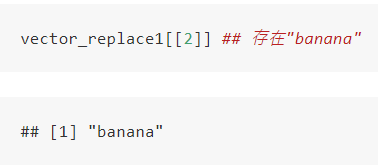 vector_replace1[[2]] ## 存在"banana"
## [1] "banana"